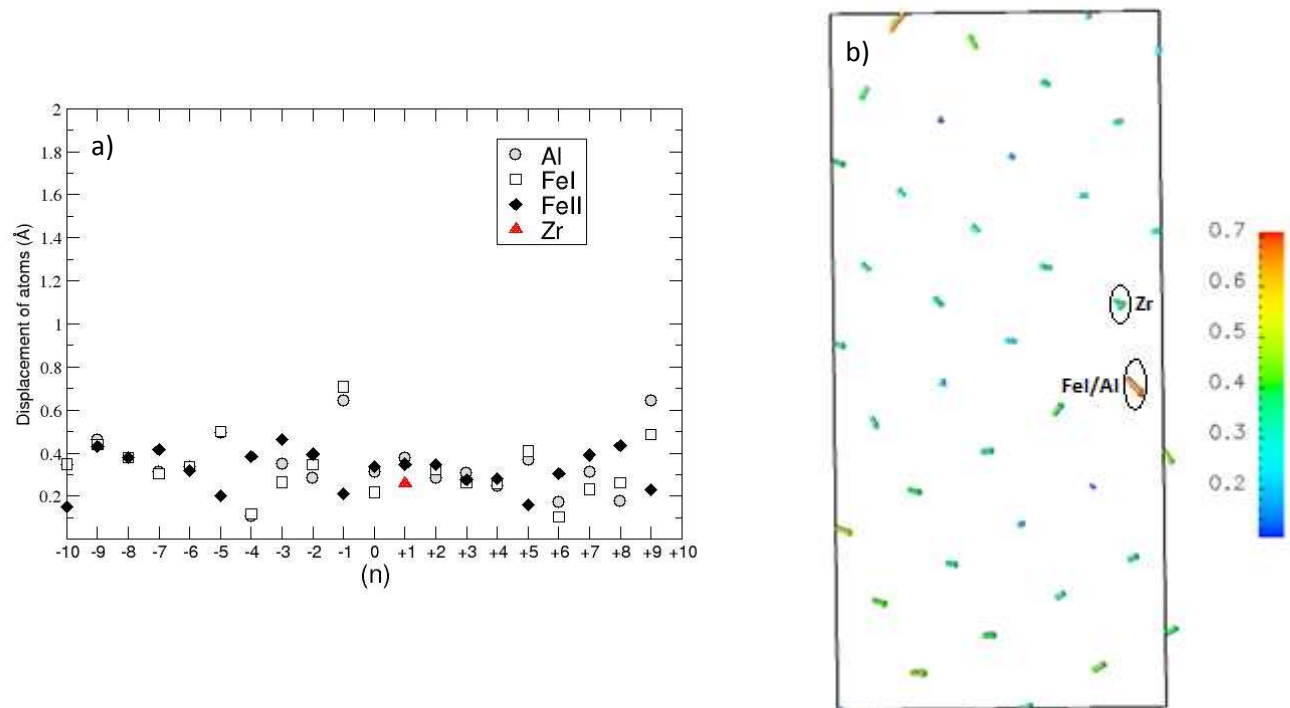 a)
Displacement of atoms (Å)
2
1.8
1.6
1.4
1.2
1
0.8
0.6
0.4
0.2
Al
FeI
FeII
Zr
-10 -9 -8 -7 -6 -5 -4 -3 -2 -1 0 +1 +2 +3 +4 +5 +6 +7 +8 +9 +10
(n)
b)
Zr
FeI/Al
0.7
0.6
0.5
0.4
0.3
0.2